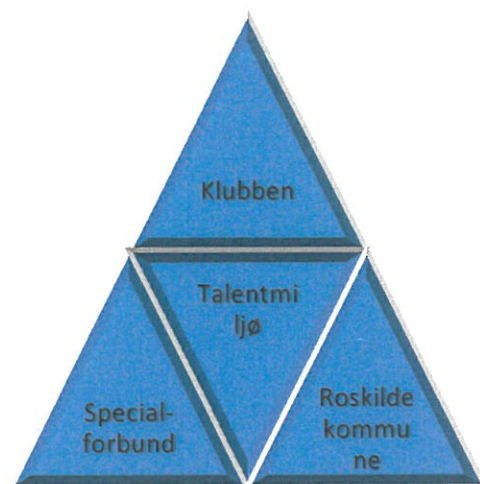 Klubben
Talentmi
ljø
Special-
forbund
Roskilde
kommu
ne